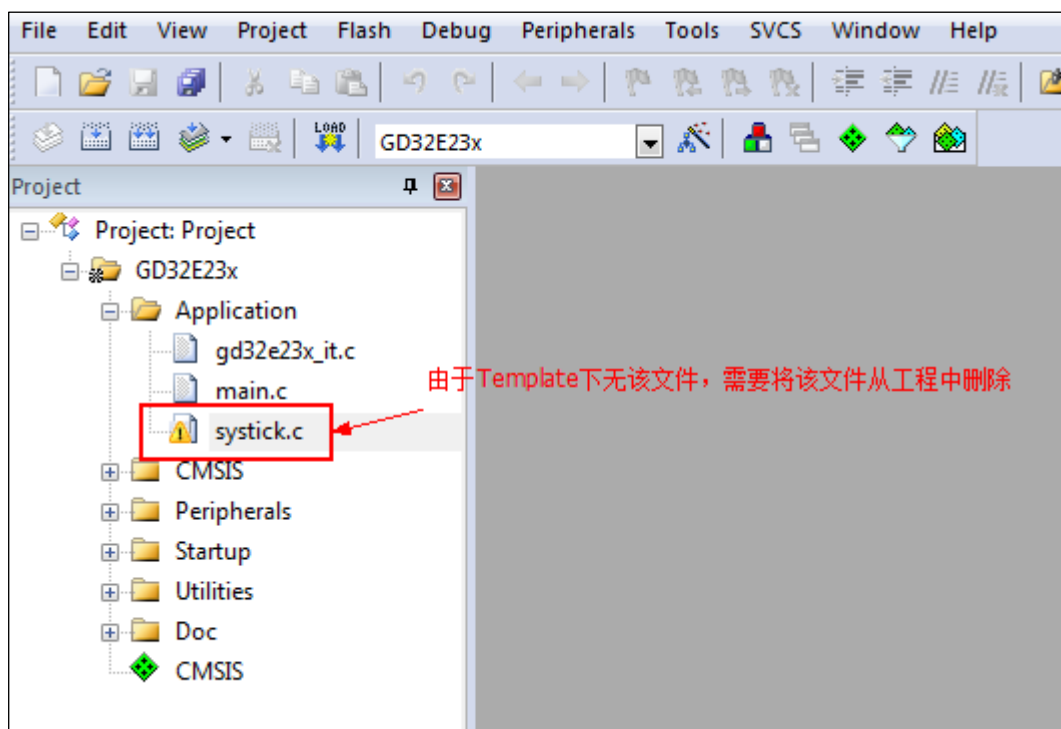 File Edit View Project Flash Debug Peripherals Tools SVCS Window Help
LOAD
GD32E23x
Project
Project: Project
GD32E23x
Application
gd32e23x_it.c
main.c
由于Template下无该文件，需要将该文件从工程中删除
systick.c
CMSIS
Peripherals
Startup
Utilities
Doc
CMSIS